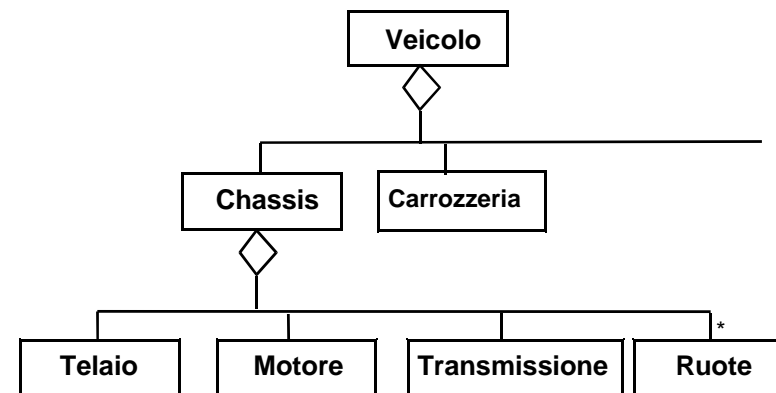 Veicolo
Chassis
Carrozzeria
*
Telaio
Motore
Transmissione
Ruote